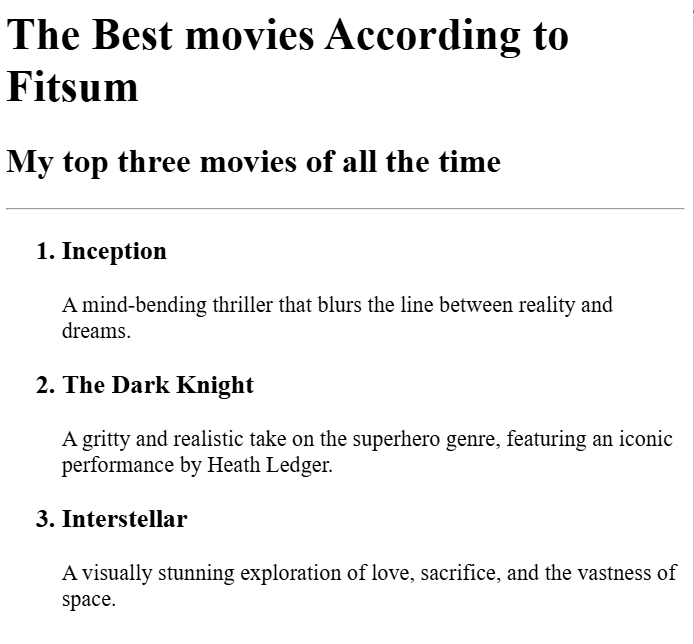 The Best movies According to
Fitsum
My top three movies of all the time
1. Inception
A mind-bending thriller that blurs the line between reality and
dreams.
2. The Dark Knight
A gritty and realistic take on the superhero genre, featuring an iconic
performance by Heath Ledger.
3. Interstellar
A visually stunning exploration of love, sacrifice, and the vastness of
space.